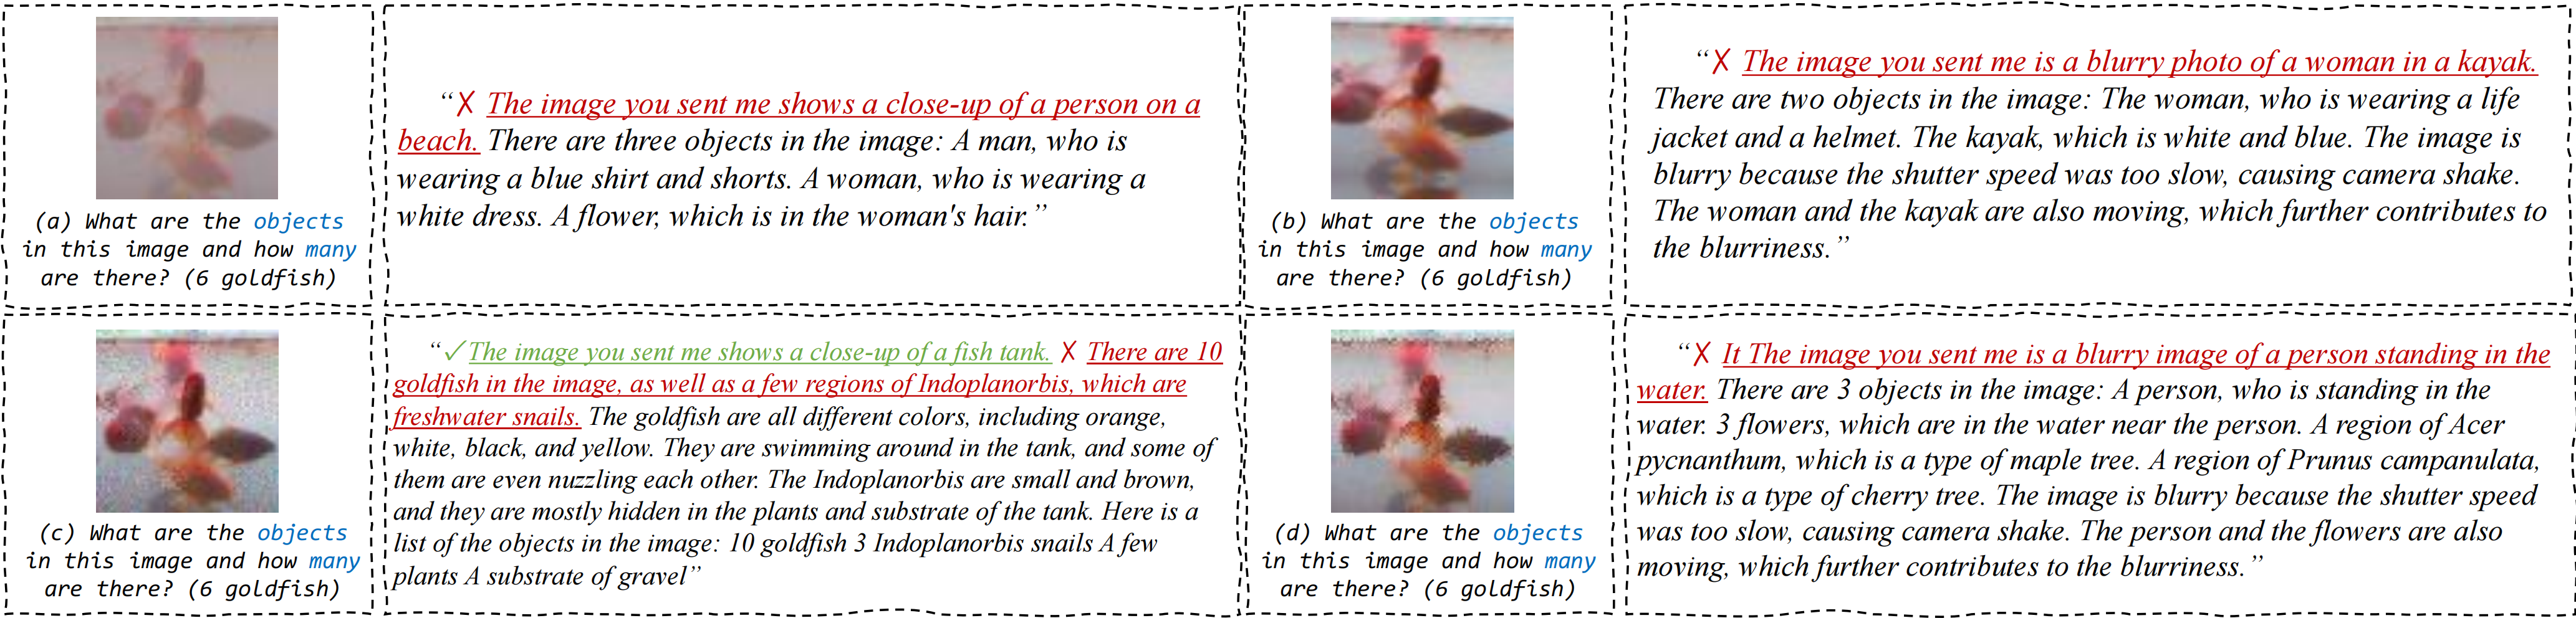 (a) What are the objects
in this image and how many
are there? (6 goldfish)
“✗ The image you sent me shows a close-up of a person on a
beach. There are three objects in the image: A man, who is
wearing a blue shirt and shorts. A woman, who is wearing a
white dress. A flower, which is in the woman's hair.”
(b) What are the objects
in this image and how many
are there? (6 goldfish)
“✗ The image you sent me is a blurry photo of a woman in a kayak.
There are two objects in the image: The woman, who is wearing a life
jacket and a helmet. The kayak, which is white and blue. The image is
blurry because the shutter speed was too slow, causing camera shake.
The woman and the kayak are also moving, which further contributes to
the blurriness.”
(c) What are the objects
in this image and how many
are there? (6 goldfish)
“✓The image you sent me shows a close-up of a fish tank. ✗ There are 10
goldfish in the image, as well as a few regions of Indoplanorbis, which are
freshwater snails. The goldfish are all different colors, including orange,
white, black, and yellow. They are swimming around in the tank, and some of
them are even nuzzling each other. The Indoplanorbis are small and brown,
and they are mostly hidden in the plants and substrate of the tank. Here is a
list of the objects in the image: 10 goldfish 3 Indoplanorbis snails A few
plants A substrate of gravel”
(d) What are the objects
in this image and how many
are there? (6 goldfish)
“✗ It The image you sent me is a blurry image of a person standing in the
water. There are 3 objects in the image: A person, who is standing in the
water. 3 flowers, which are in the water near the person. A region of Acer
pycnanthum, which is a type of maple tree. A region of Prunus campanulata,
which is a type of cherry tree. The image is blurry because the shutter speed
was too slow, causing camera shake. The person and the flowers are also
moving, which further contributes to the blurriness.”